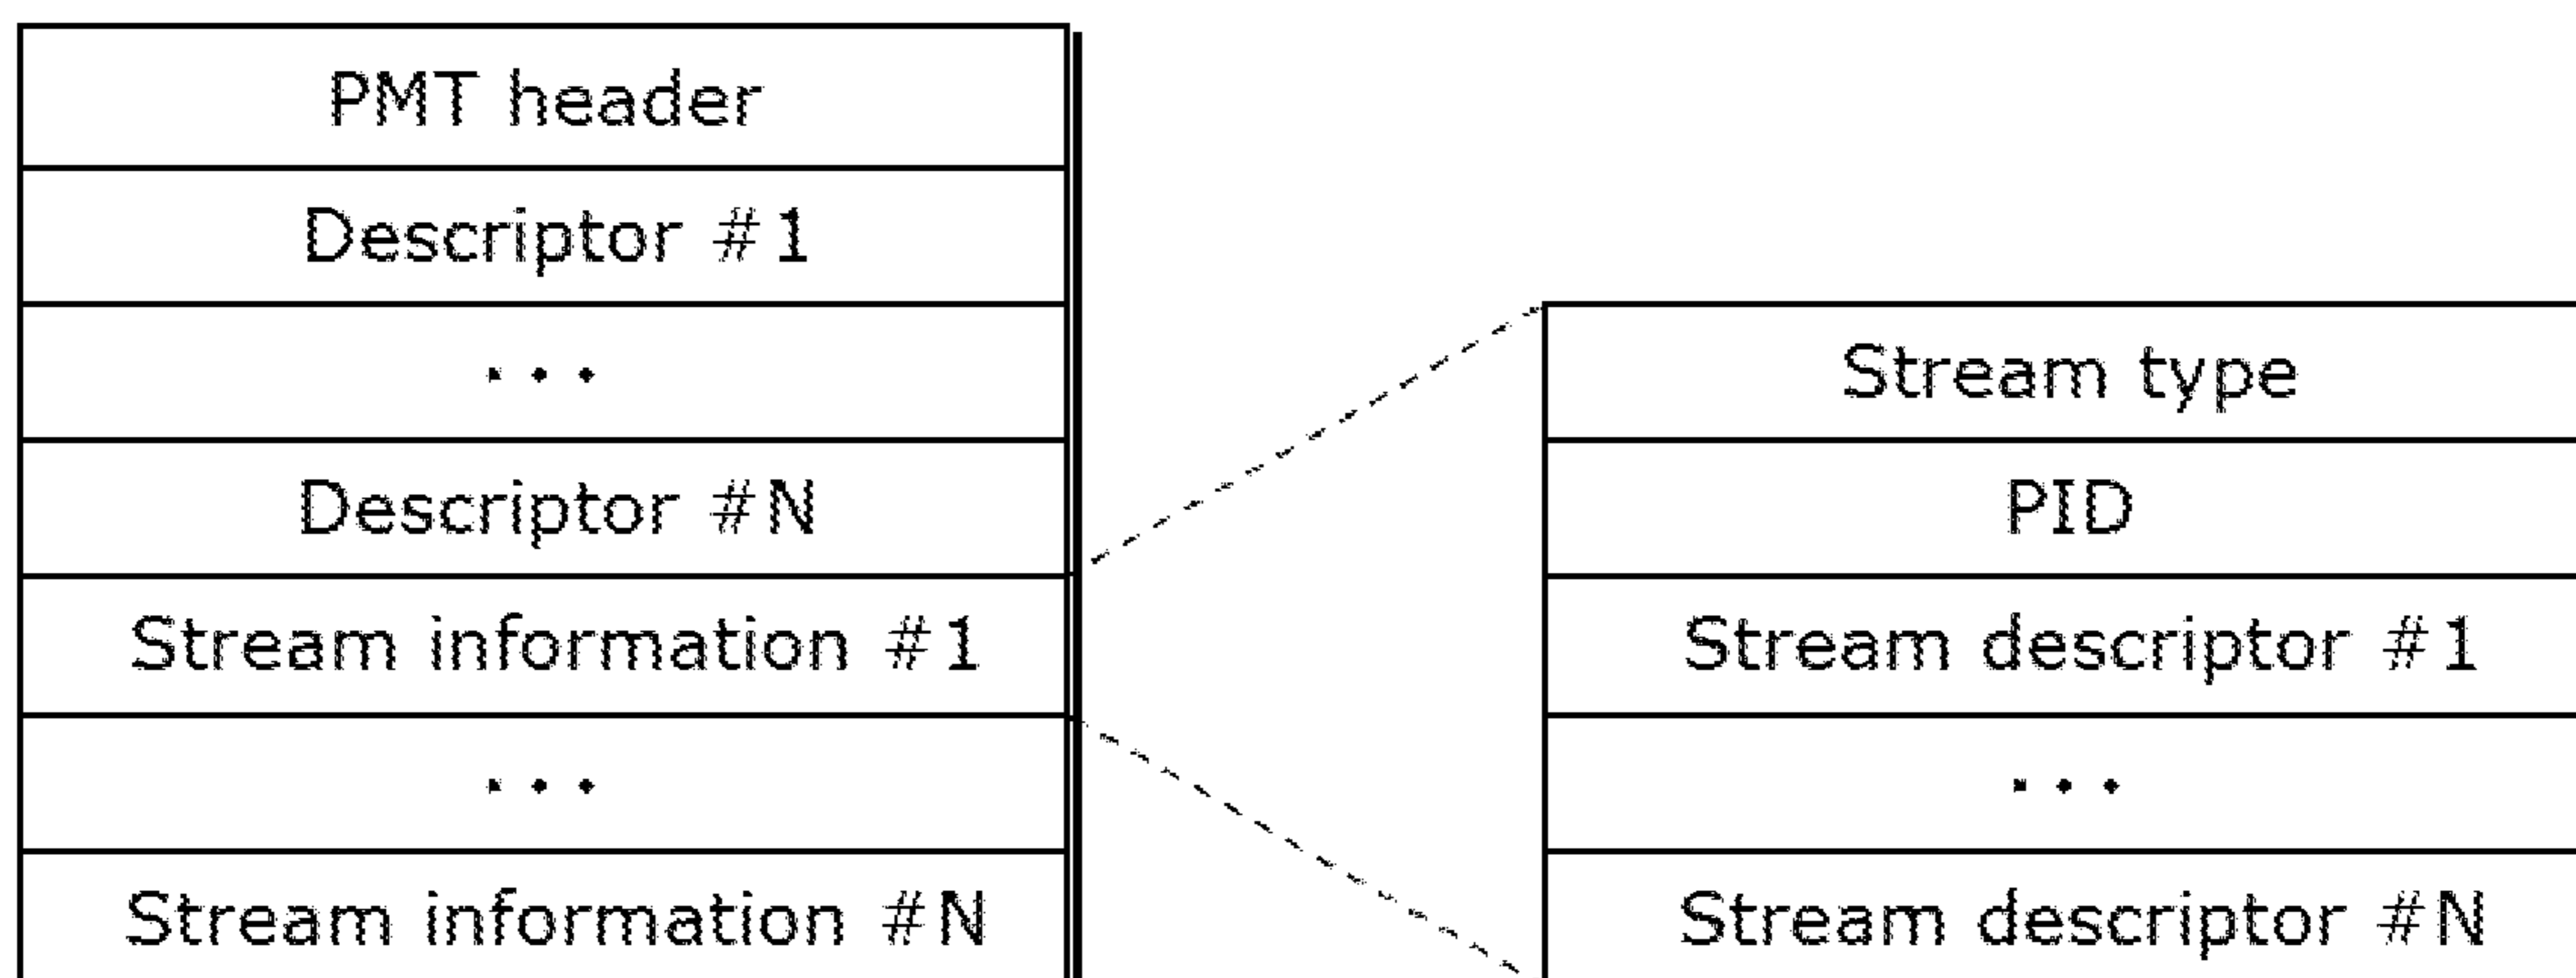 PMT header
Descriptor #1
...
Descriptor #N
Stream information #1
...
Stream information #N
Stream type
PID
Stream descriptor #1
...
Stream descriptor #N